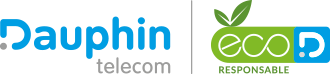 Dauphin
telecom
eco D
RESPONSABLE